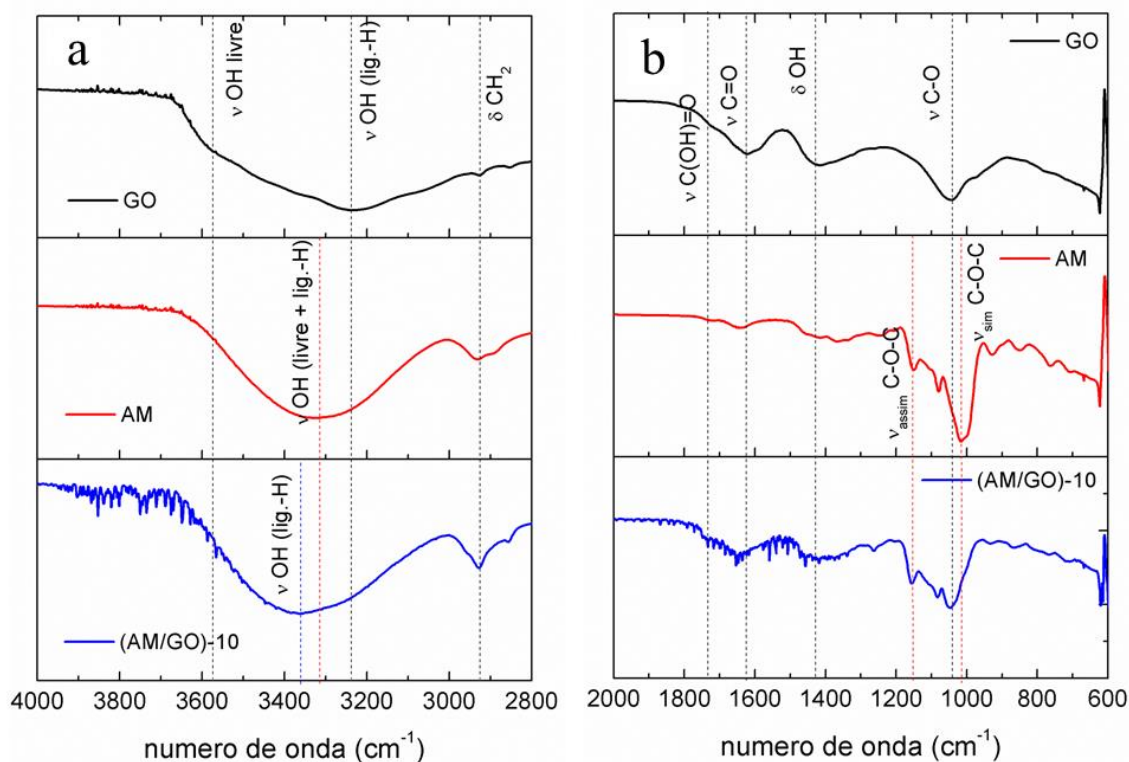 a
ν OH livre
ν OH (lig.-H)
δ CH2
GO
ν OH (livre + lig.-H)
AM
ν OH (lig.-H)
(AM/GO)-10
4000 3800 3600 3400 3200 3000 2800
numero de onda (cm-1)
b
GO
ν C(OH)=O
ν C=O
δ OH
ν C-O
AM
νassim C-O-C
νsim C-O-C
(AM/GO)-10
2000 1800 1600 1400 1200 1000 800 600
numero de onda (cm-1)